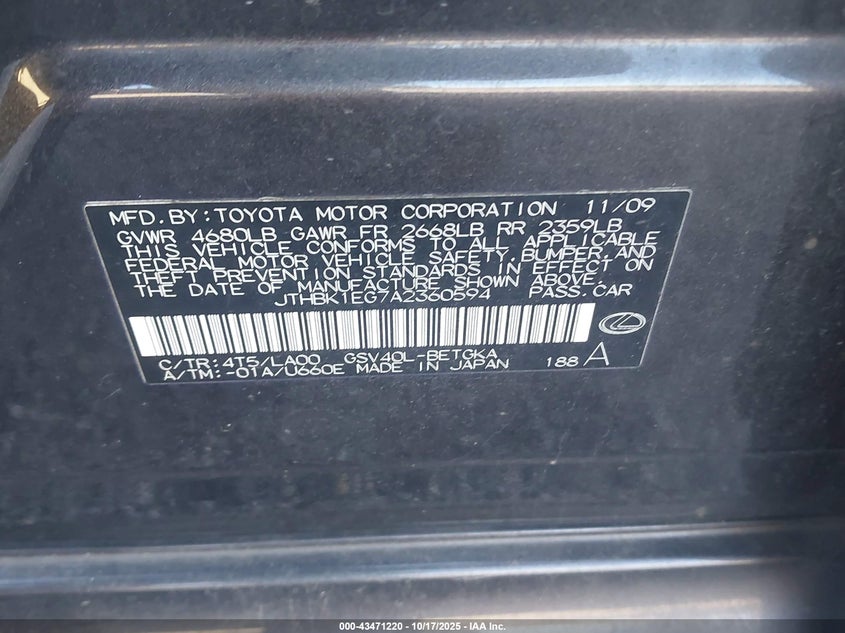 MFD. BY: TOYOTA MOTOR CORPORATION 11/09
GVWR 4680LB GAWR FR 2668LB RR 2359LB
THIS VEHICLE CONFORMS TO ALL APPLICABLE
FEDERAL MOTOR VEHICLE SAFETY, BUMPER, AND
THEFT PREVENTION STANDARDS IN EFFECT ON
THE DATE OF MANUFACTURE SHOWN ABOVE.
JTHBK1EG7A2360594 PASS. CAR
C/TR: 4T5/LA00 GSV40L-BETGKA
A/TM: -01A/U660E MADE IN JAPAN 188 A
000-43471220 - 10/17/2025 - IAA Inc.